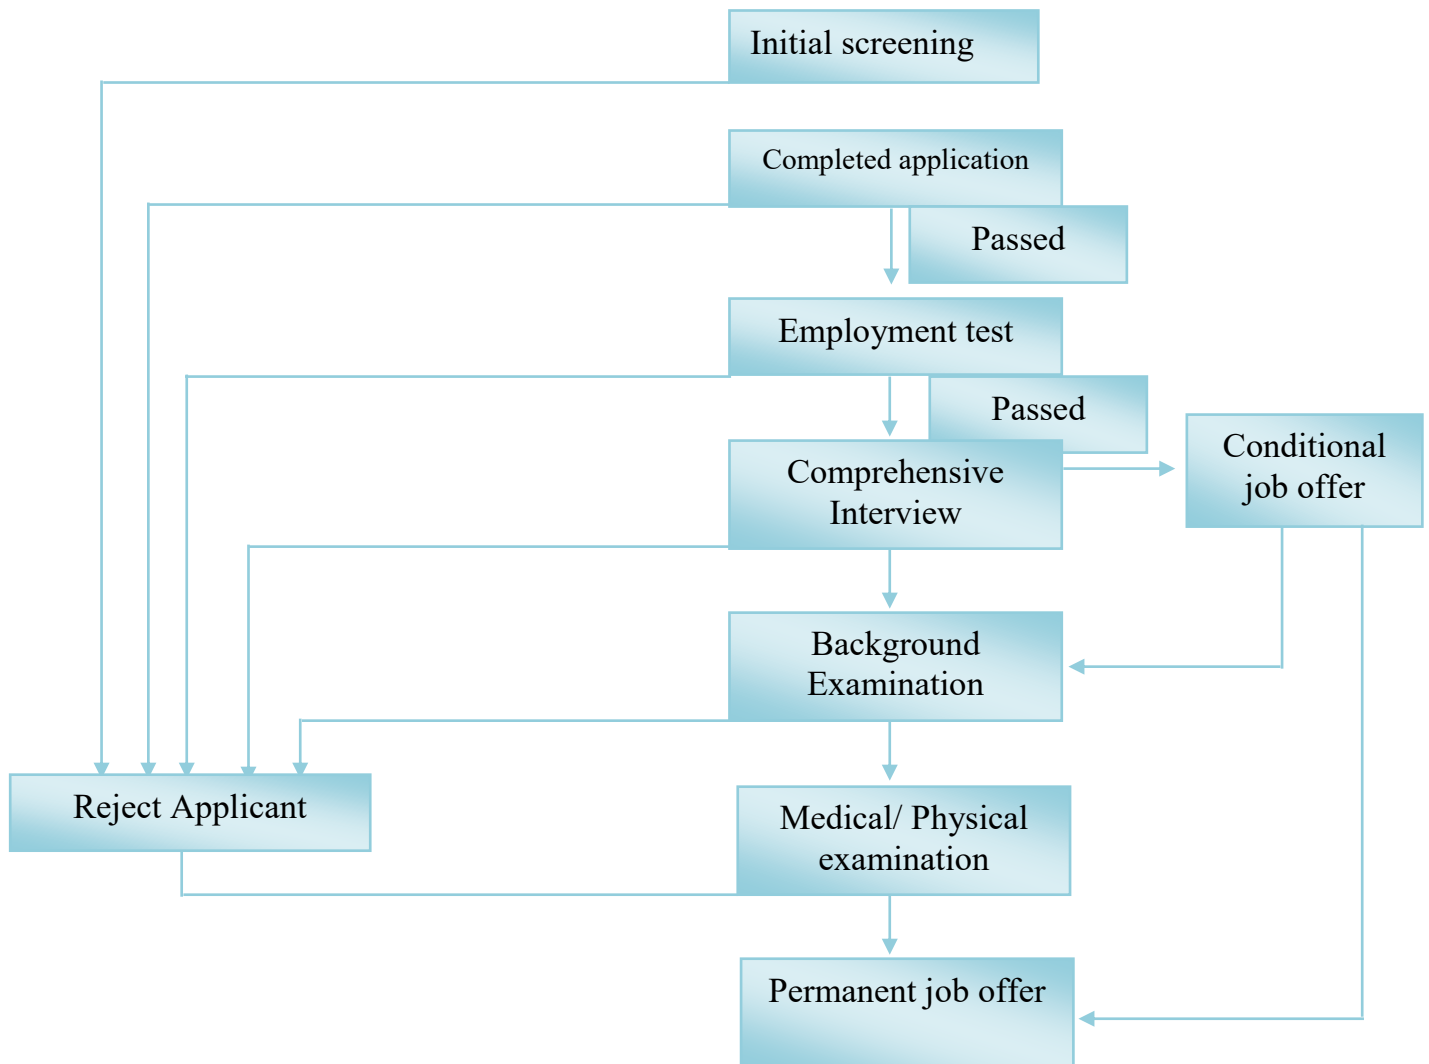 Initial screening
Completed application
Passed
Employment test
Passed
Conditional
job offer
Comprehensive
Interview
Background
Examination
Reject Applicant
Medical/ Physical
examination
Permanent job offer